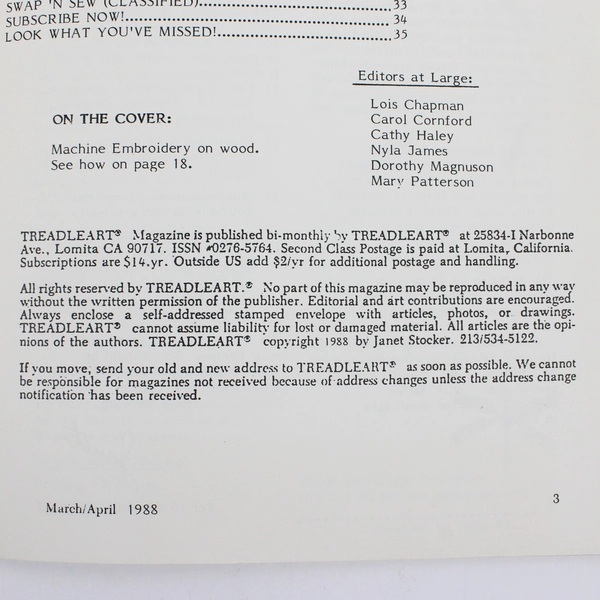 SWAP 'N SEW (CLASSIFIED)..............................33
SUBSCRIBE NOW!..........................................34
LOOK WHAT YOU'VE MISSED!...........................35
Editors at Large:
Lois Chapman
Carol Cornford
Cathy Haley
Nyla James
Dorothy Magnuson
Mary Patterson
ON THE COVER:
Machine Embroidery on wood.
See how on page 18.
TREADLEART® Magazine is published bi-monthly by TREADLEART® at 25834-I Narbonne
Ave., Lomita CA 90717. ISSN #0276-5764. Second Class Postage is paid at Lomita, California.
Subscriptions are $14.yr. Outside US add $2/yr for additional postage and handling.
All rights reserved by TREADLEART.® No part of this magazine may be reproduced in any way
without the written permission of the publisher. Editorial and art contributions are encouraged.
Always enclose a self-addressed stamped envelope with articles, photos, or drawings.
TREADLEART® cannot assume liability for lost or damaged material. All articles are the opi-
nions of the authors. TREADLEART® copyright 1988 by Janet Stocker. 213/534-5122.
If you move, send your old and new address to TREADLEART® as soon as possible. We cannot
be responsible for magazines not received because of address changes unless the address change
notification has been received.
March/April 1988
3